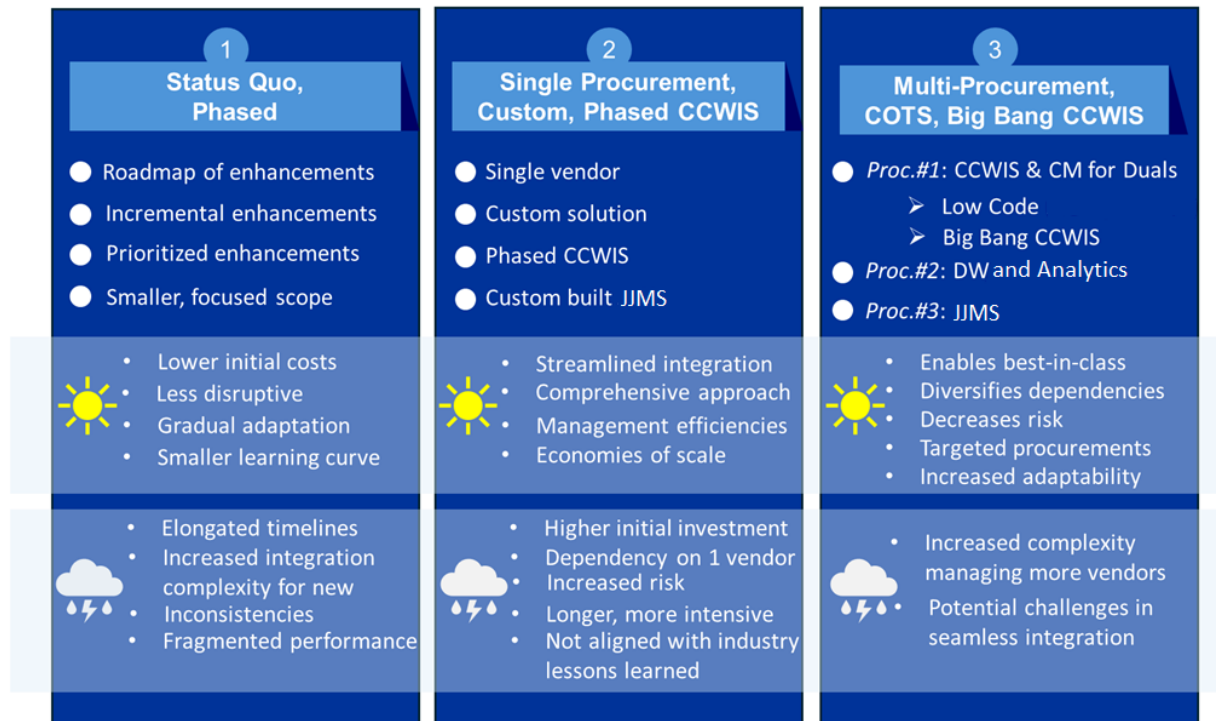 1
Status Quo,
Phased
Roadmap of enhancements
Incremental enhancements
Prioritized enhancements
Smaller, focused scope
• Lower initial costs
• Less disruptive
• Gradual adaptation
• Smaller learning curve
• Elongated timelines
• Increased integration
complexity for new
• Inconsistencies
• Fragmented performance
2
Single Procurement,
Custom, Phased CCWIS
Single vendor
Custom solution
Phased CCWIS
Custom built JJMS
• Streamlined integration
• Comprehensive approach
• Management efficiencies
• Economies of scale
• Higher initial investment
• Dependency on 1 vendor
• Increased risk
• Longer, more intensive
• Not aligned with industry
lessons learned
3
Multi-Procurement,
COTS, Big Bang CCWIS
Proc.#1: CCWIS & CM for Duals
➢ Low Code
➢ Big Bang CCWIS
Proc.#2: DW and Analytics
Proc.#3: JJMS
• Enables best-in-class
• Diversifies dependencies
• Decreases risk
• Targeted procurements
• Increased adaptability
• Increased complexity
managing more vendors
• Potential challenges in
seamless integration